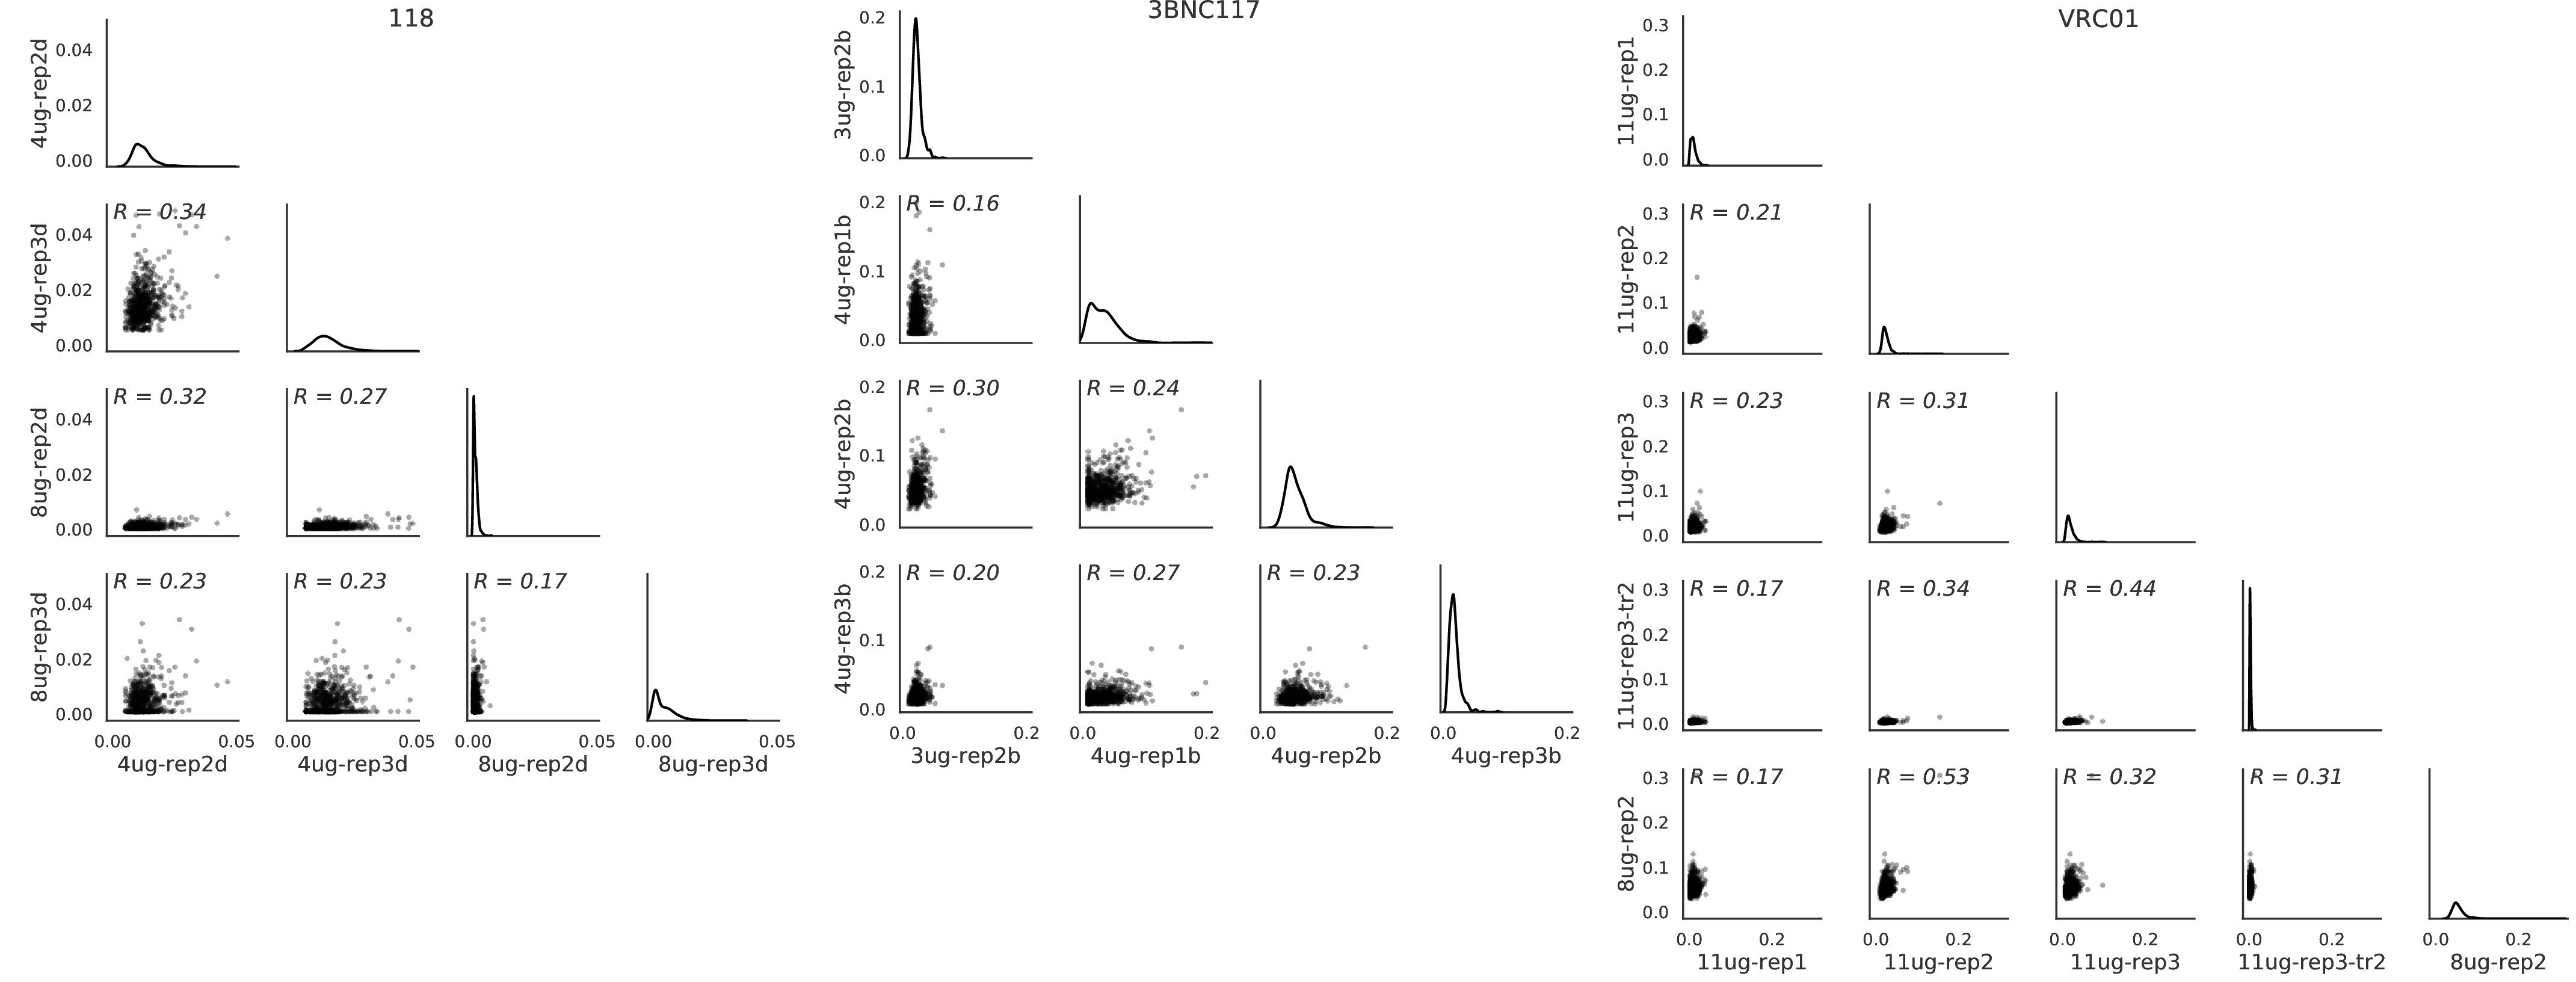 118
4ug-rep2d
0.04
0.02
0.00
4ug-rep3d
0.04
0.02
0.00
R = 0.34
8ug-rep2d
0.04
0.02
0.00
R = 0.32
R = 0.27
8ug-rep3d
0.04
0.02
0.00
R = 0.23
R = 0.23
R = 0.17
0.00 0.05
0.00 0.05
0.00 0.05
0.00 0.05
4ug-rep2d
4ug-rep3d
8ug-rep2d
8ug-rep3d
3BNC117
3ug-rep2b
0.2
0.1
0.0
4ug-rep1b
0.2
0.1
0.0
R = 0.16
4ug-rep2b
0.2
0.1
0.0
R = 0.30
R = 0.24
4ug-rep3b
0.2
0.1
0.0
R = 0.20
R = 0.27
R = 0.23
0.0 0.2
0.0 0.2
0.0 0.2
0.0 0.2
3ug-rep2b
4ug-rep1b
4ug-rep2b
4ug-rep3b
VRC01
11ug-rep1
0.3
0.2
0.1
0.0
11ug-rep2
0.3
0.2
0.1
0.0
R = 0.21
11ug-rep3
0.3
0.2
0.1
0.0
R = 0.23
R = 0.31
11ug-rep3-tr2
0.3
0.2
0.1
0.0
R = 0.17
R = 0.34
R = 0.44
8ug-rep2
0.3
0.2
0.1
0.0
R = 0.17
R = 0.53
R = 0.32
R = 0.31
0.0 0.2
0.0 0.2
0.0 0.2
0.0 0.2
0.0 0.2
11ug-rep1
11ug-rep2
11ug-rep3
11ug-rep3-tr2
8ug-rep2